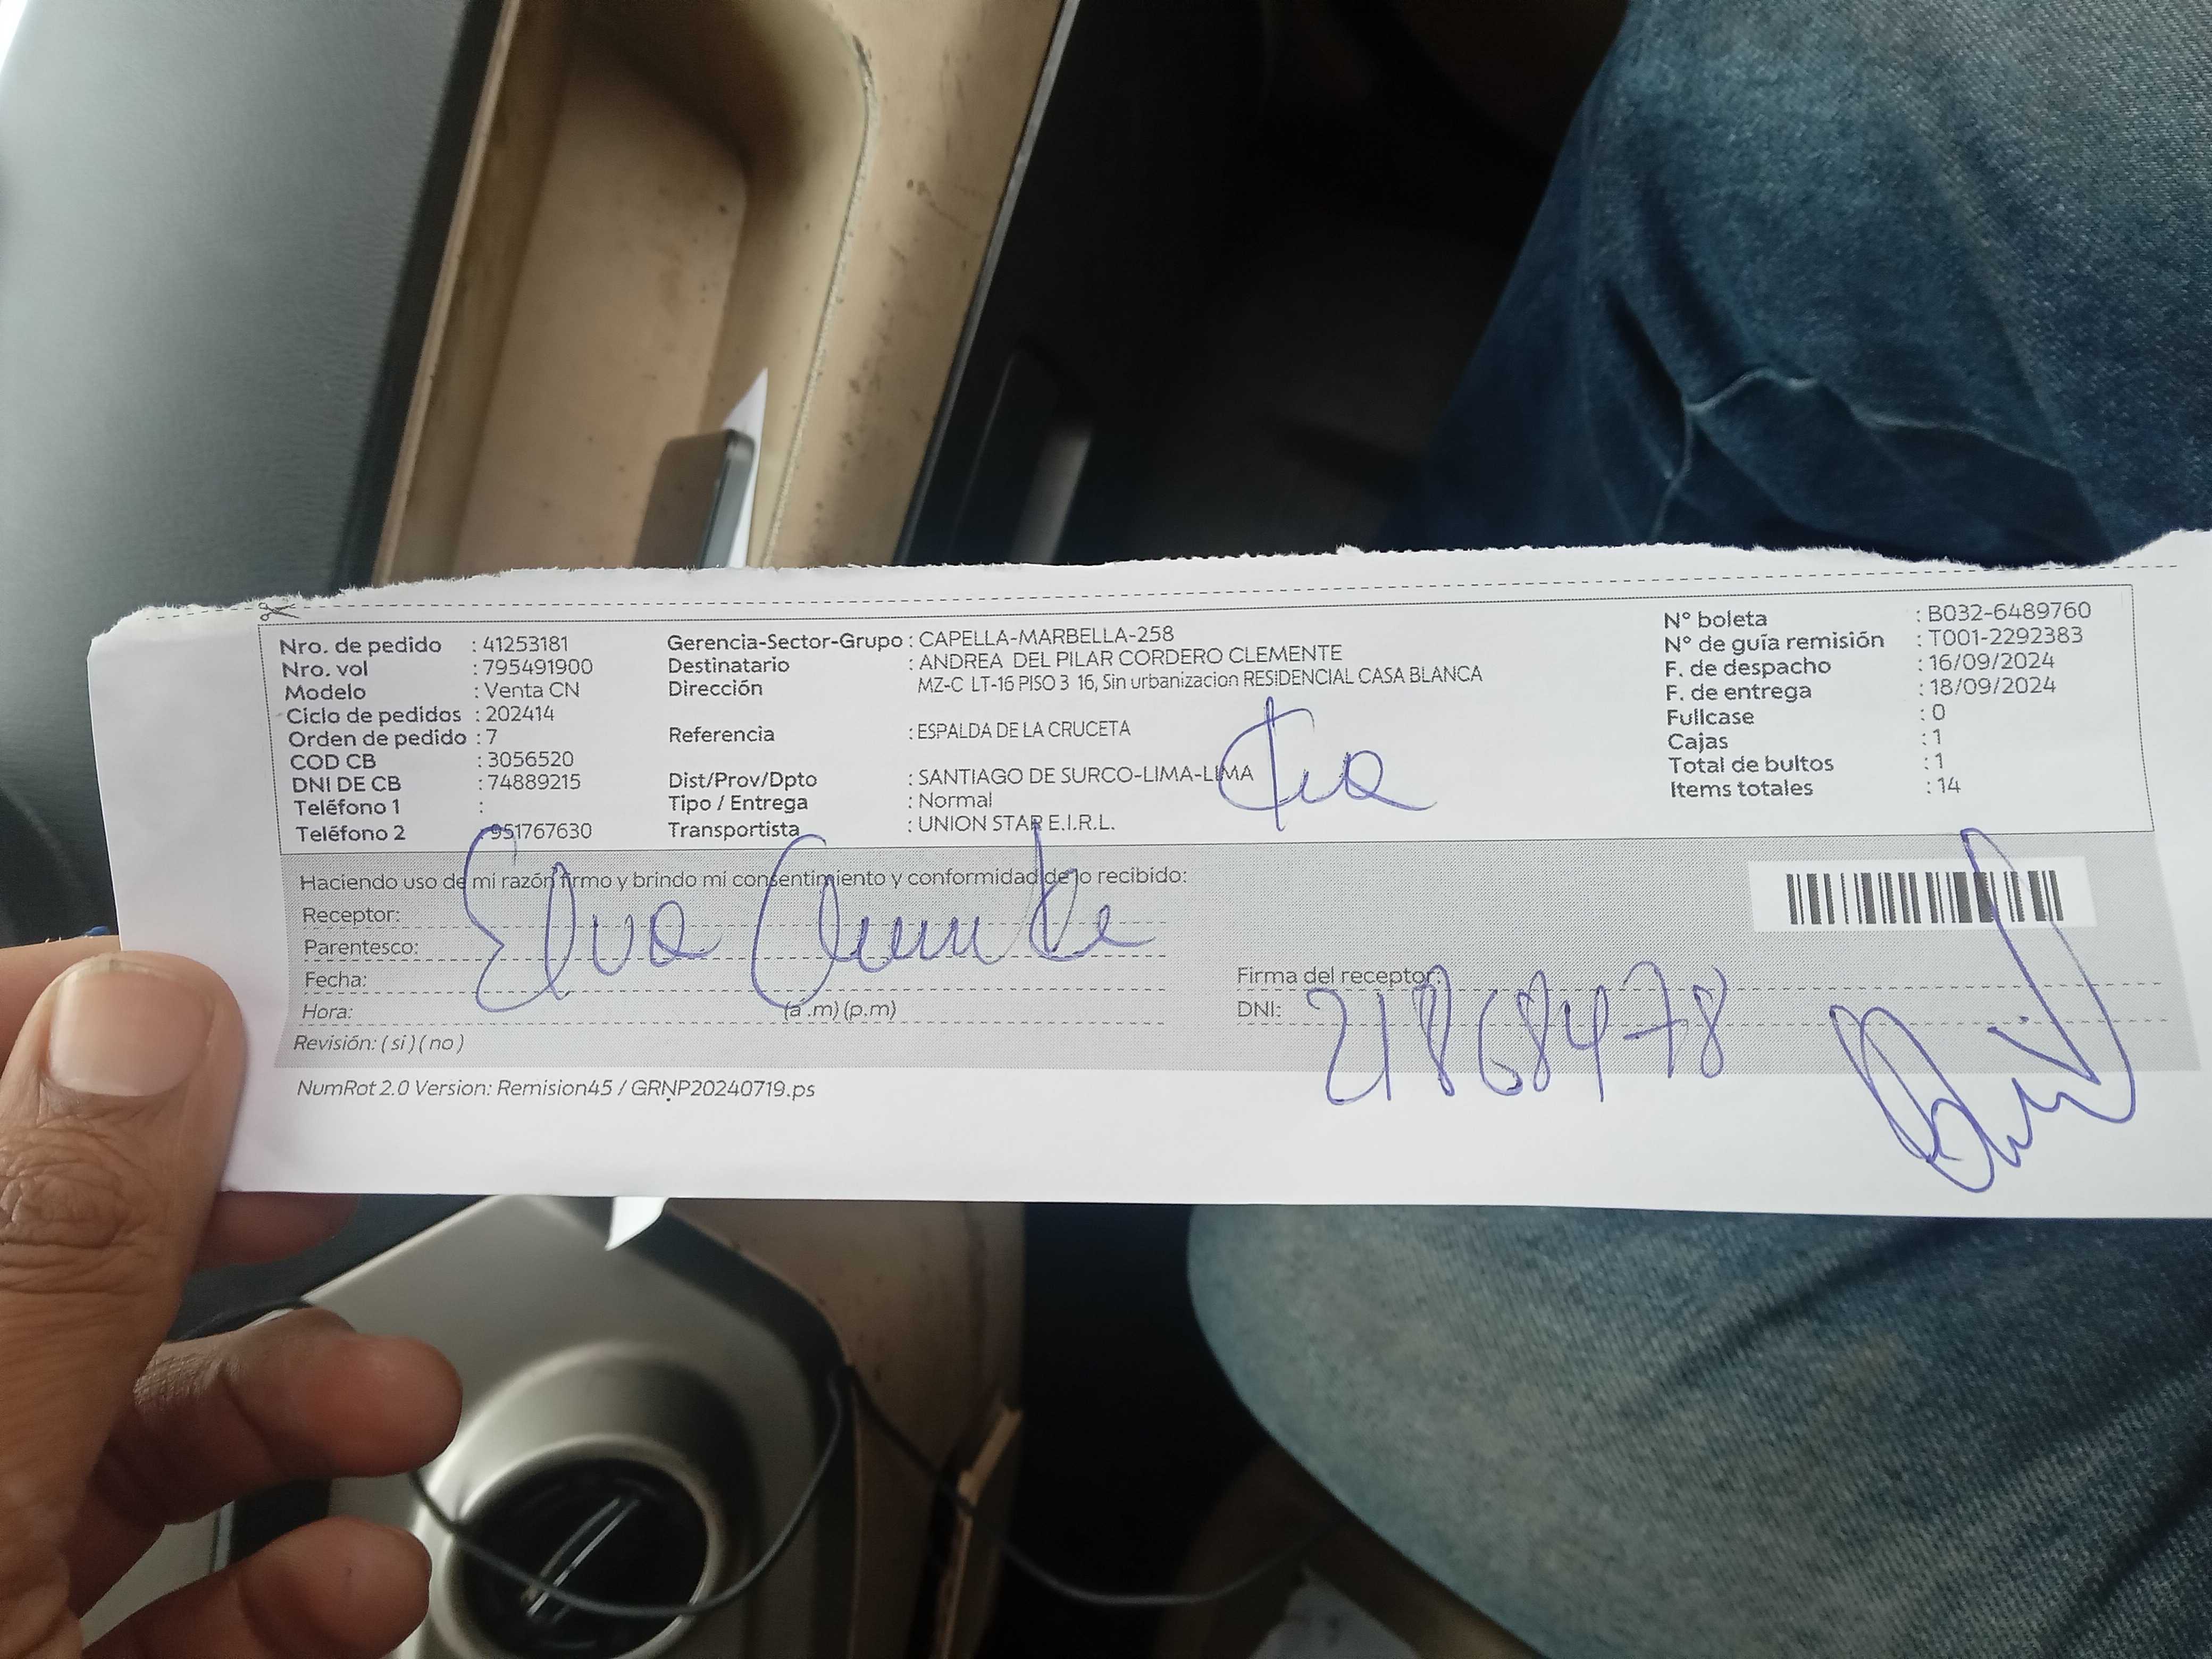 Nro. de pedido : 41253181
Nro. vol : 795491900
Modelo : Venta CN
Ciclo de pedidos : 202414
Orden de pedido : 7
COD CB : 3056520
DNI DE CB : 74889215
Teléfono 1 :
Teléfono 2 : 951767630
Gerencia-Sector-Grupo : CAPELLA-MARBELLA-258
Destinatario : ANDREA DEL PILAR CORDERO CLEMENTE
Dirección MZ-C LT-16 PISO 3 16, Sin urbanizacion RESIDENCIAL CASA BLANCA
Referencia : ESPALDA DE LA CRUCETA
Dist/Prov/Dpto : SANTIAGO DE SURCO-LIMA-LIMA
Tipo / Entrega : Normal
Transportista : UNION STAR E.I.R.L.
N° boleta : B032-6489760
N° de guía remisión : T001-2292383
F. de despacho : 16/09/2024
F. de entrega : 18/09/2024
Fullcase : 0
Cajas : 1
Total de bultos : 1
Items totales : 14
Haciendo uso de mi razón firmo y brindo mi consentimiento y conformidad de lo recibido:
Receptor:
Parentesco:
Elva Clemente
Fecha:
Hora: (a .m) (p.m)
Revisión: ( si ) ( no )
Firma del receptor:
DNI: 21868478
NumRot 2.0 Version: Remision45 / GRNP20240719.ps